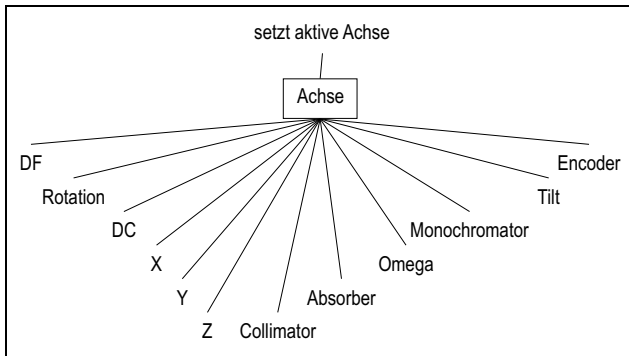 setzt aktive Achse
Achse
DF
Encoder
Rotation
Tilt
DC
Monochromator
X
Omega
Y
Absorber
Z
Collimator